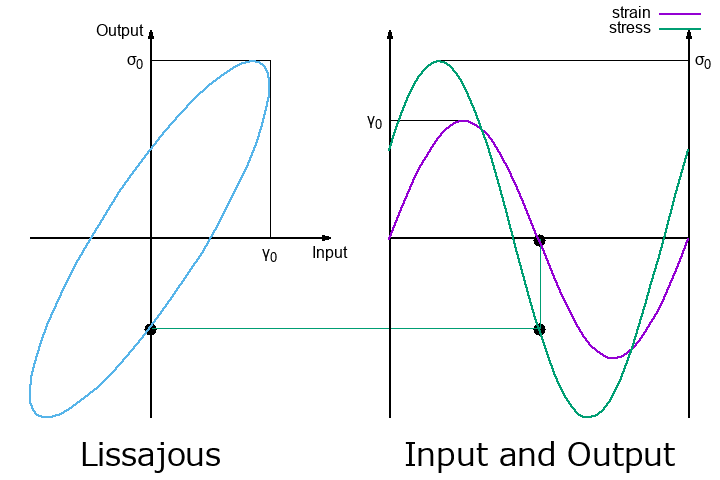 strain
stress
Output
σ0
σ0
γ0
γ0
Input
Lissajous
Input and Output